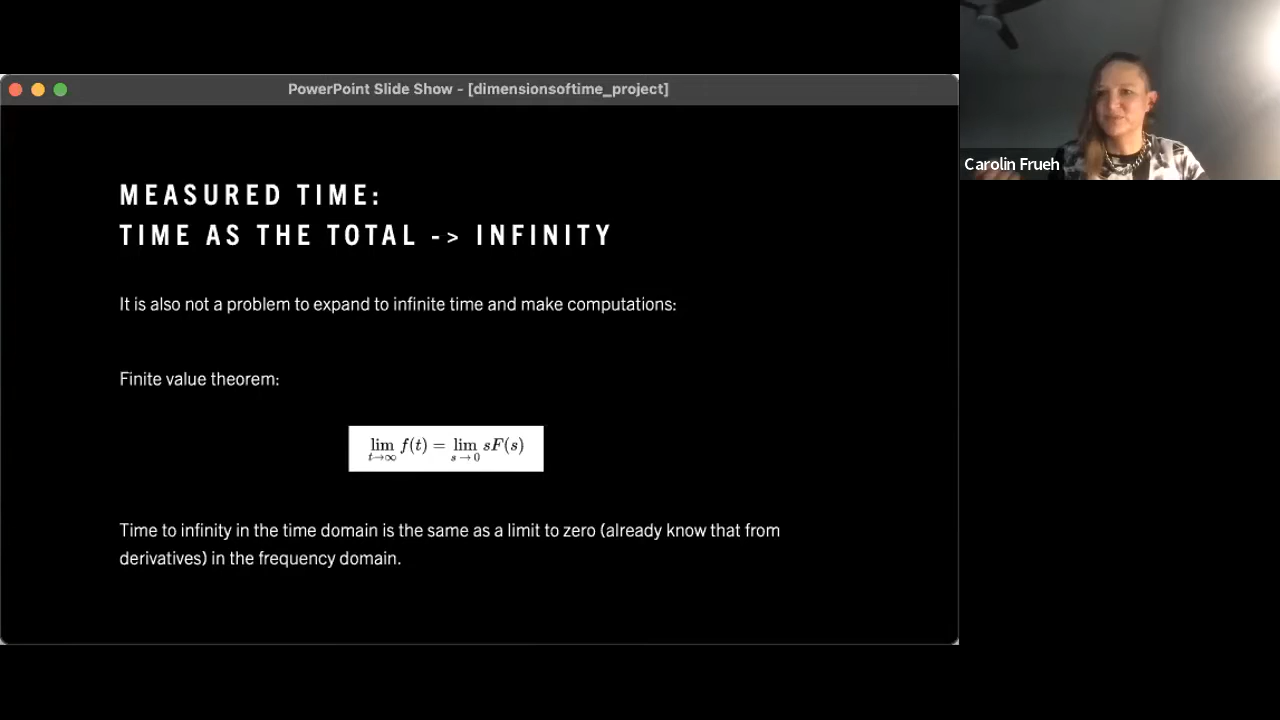 PowerPoint Slide Show - [dimensionsoftime_project]
MEASURED TIME:
TIME AS THE TOTAL -> INFINITY
It is also not a problem to expand to infinite time and make computations:
Finite value theorem:
lim f(t) = lim sF(s)
t→∞ s→0
Time to infinity in the time domain is the same as a limit to zero (already know that from
derivatives) in the frequency domain.
Carolin Frueh